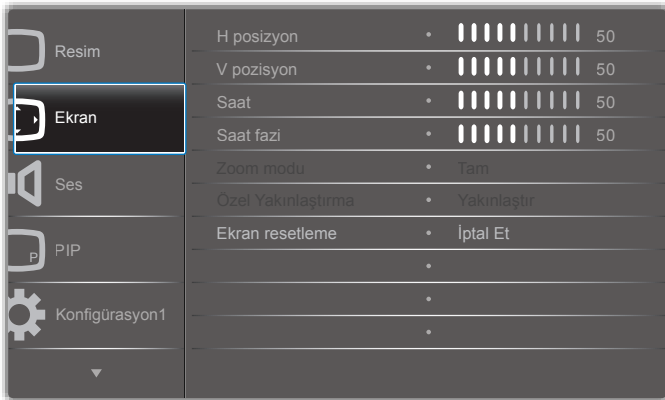 Resim
Ekran
Ses
PIP
P
Konfigürasyon1
H posizyon • 50
V pozisyon • 50
Saat • 50
Saat fazi • 50
Zoom modu • Tam
Özel Yakınlaştırma • Yakınlaştır
Ekran resetleme • İptal Et